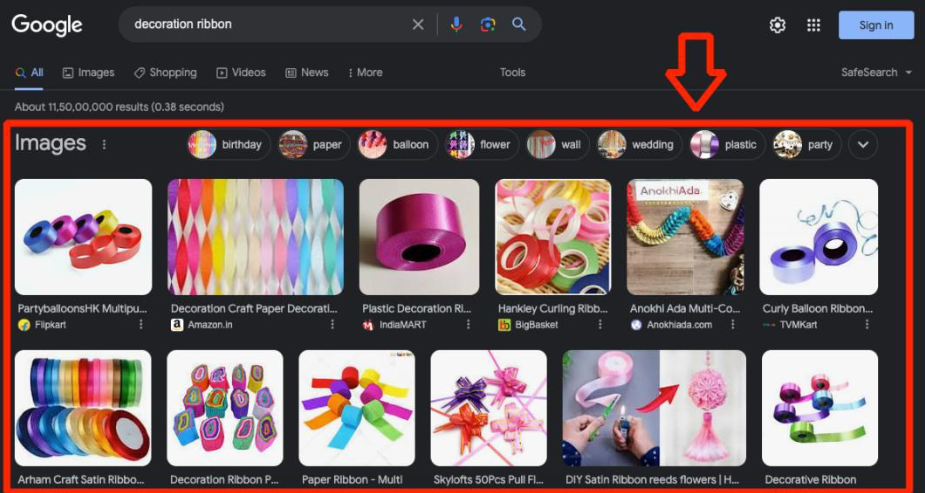 Google
decoration ribbon
Sign in
All Images Shopping Videos News More Tools SafeSearch
About 11,50,00,000 results (0.38 seconds)
Images
birthday paper balloon flower wall wedding plastic party
AnokhiAda
PartyballoonsHK Multipu... Decoration Craft Paper Decorati... Plastic Decoration Ri... Hankley Curling Ribb... Anokhi Ada Multi-Co... Curly Balloon Ribbon...
Flipkart a Amazon.in IndiaMART bb BigBasket Anokhiada.com TVMKart
Arham Craft Satin Ribbo... Decoration Ribbon P... Paper Ribbon - Multi Skylofts 50Pcs Pull Fl... DIY Satin Ribbon reeds flowers | H... Decorative Ribbon